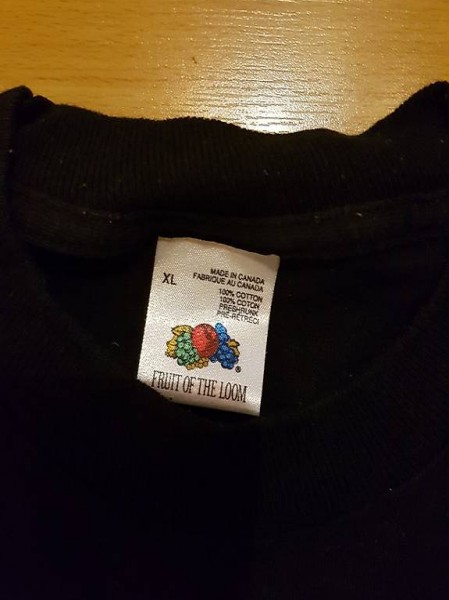 XL
MADE IN CANADA
FABRIQUE AU CANADA
100% COTTON
100% COTON
PRESHRUNK
PRE-RETRECI
®
FRUIT OF THE LOOM